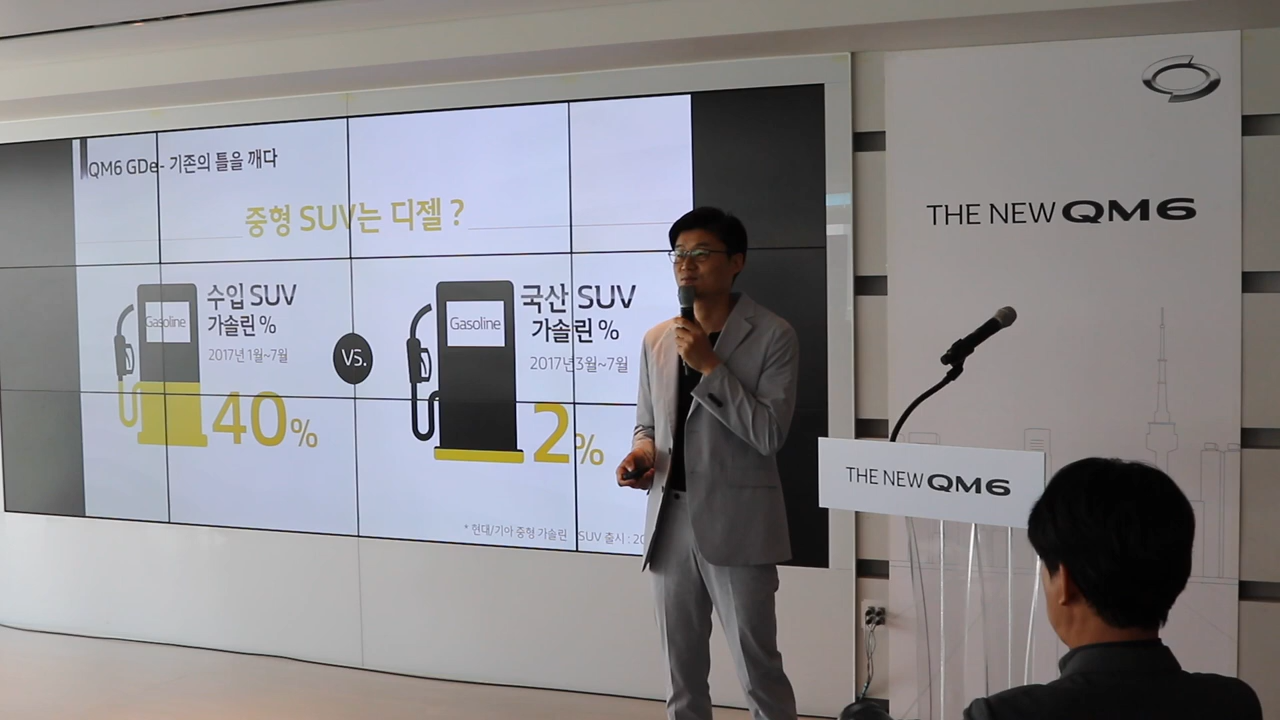 QM6 GDe- 기존의 틀을 깨다
중형 SUV는 디젤 ?
Gasoline
수입 SUV
가솔린 %
2017년 1월~7월
40%
VS.
Gasoline
국산 SUV
가솔린 %
2017년 3월~7월
2%
* 현대/기아 중형 가솔린 SUV 출시 : 20
THE NEW QM6
THE NEW QM6